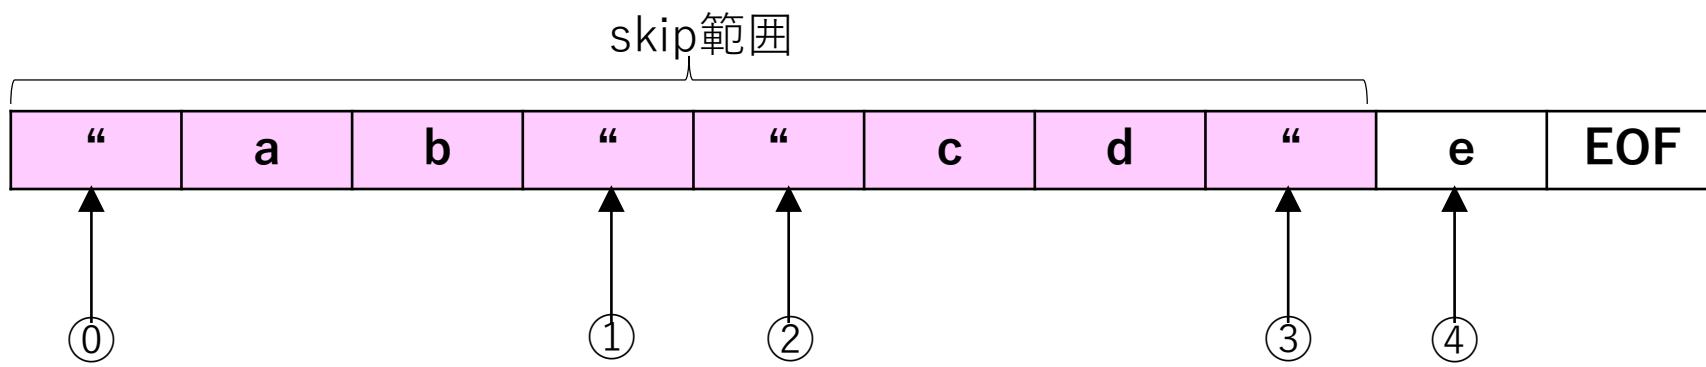 skip範囲
“ a b “ “ c d “ e EOF
⓪ ① ② ③ ④